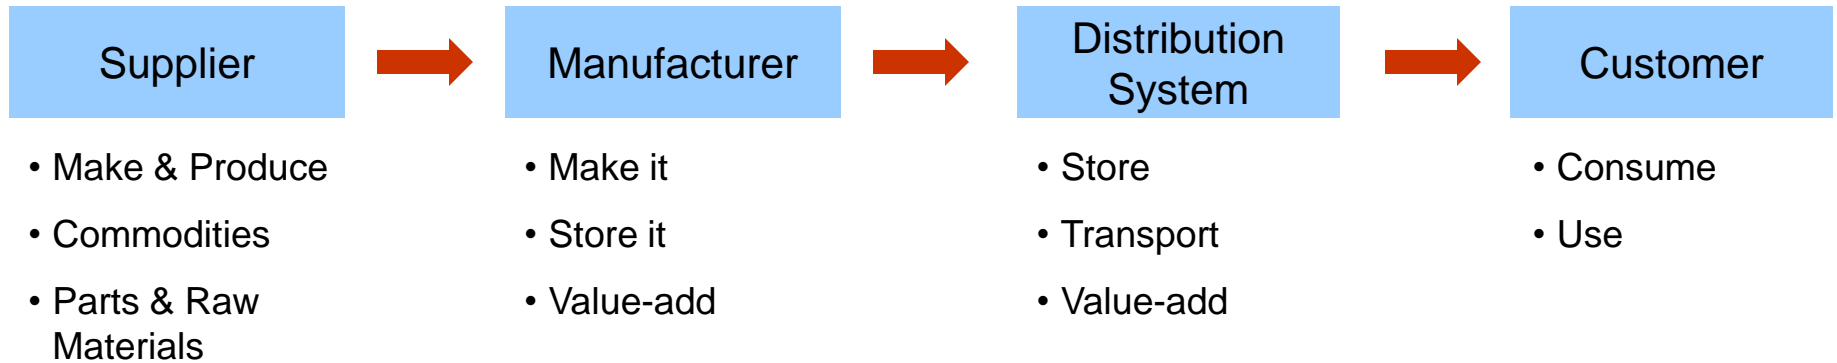 Supplier
Manufacturer
Distribution
System
Customer
• Make & Produce
• Commodities
• Parts & Raw
Materials
• Make it
• Store it
• Value-add
• Store
• Transport
• Value-add
• Consume
• Use